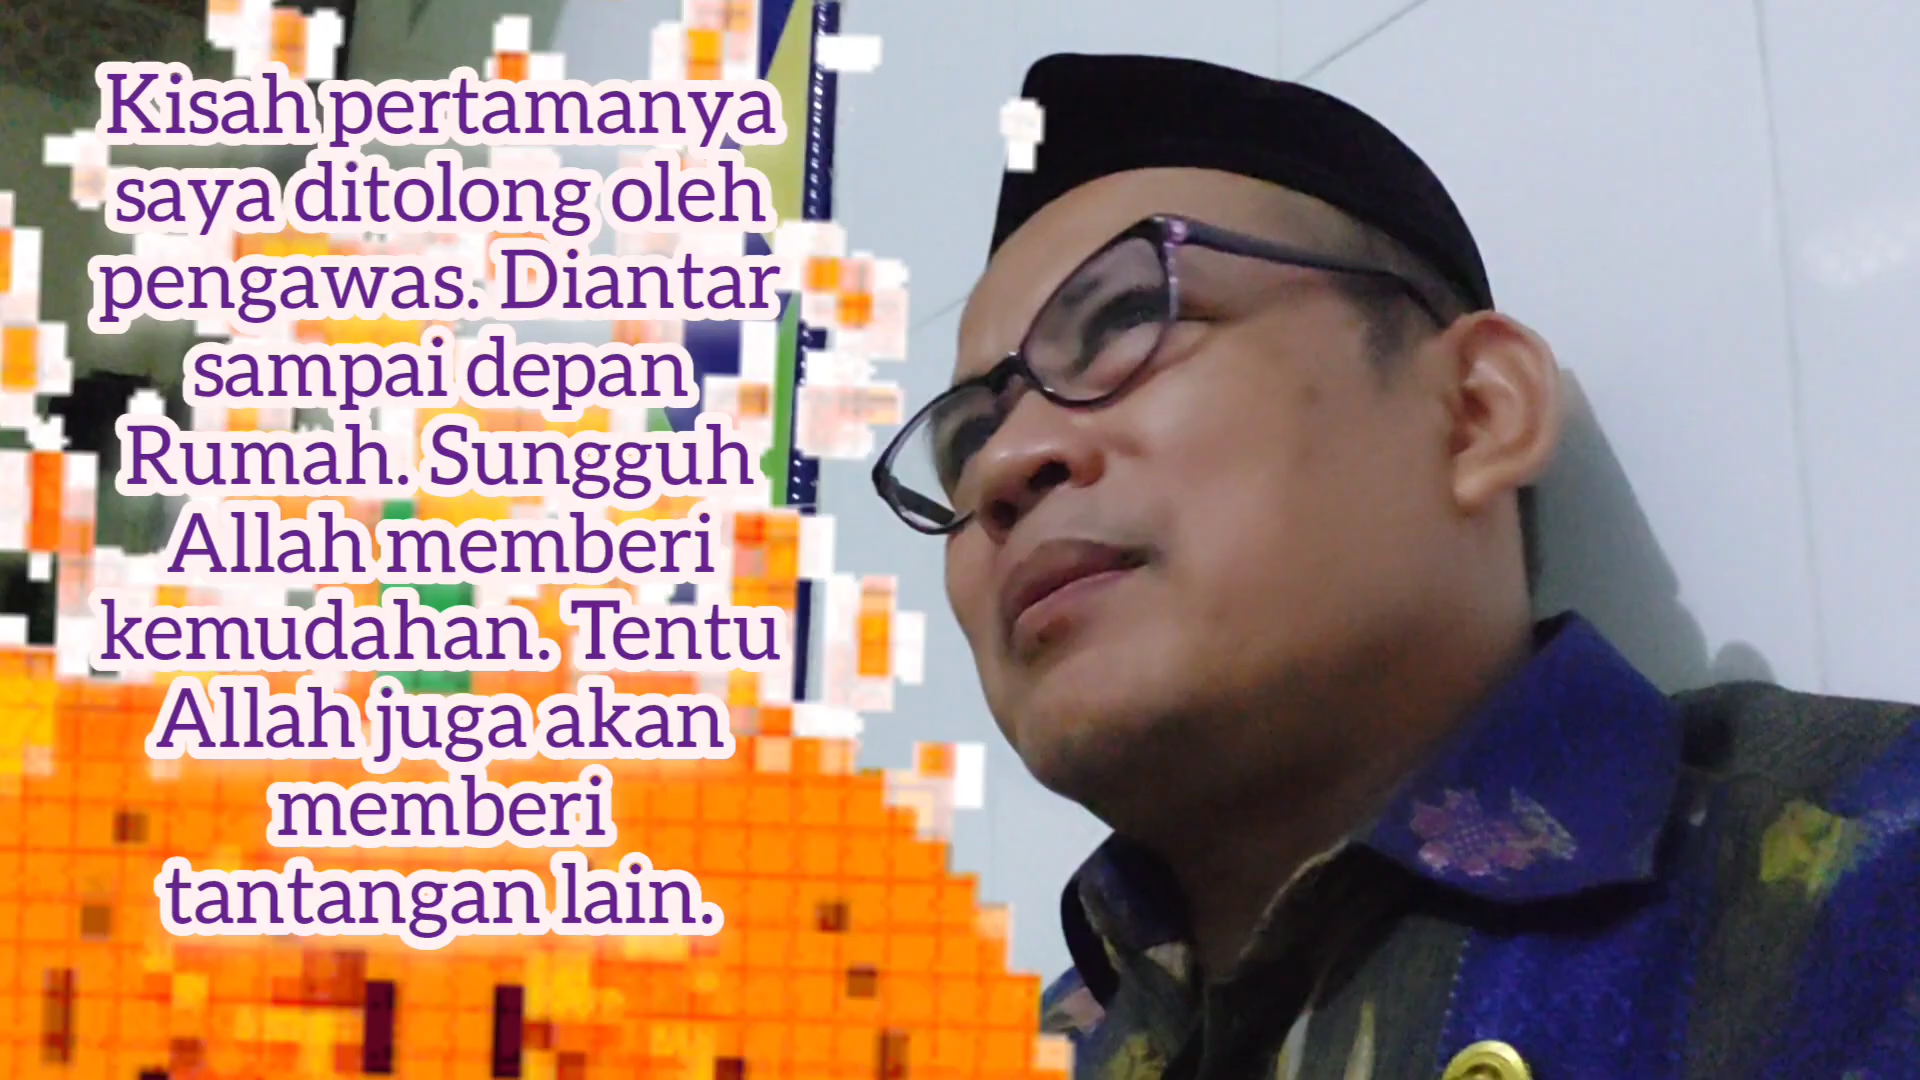 Kisah pertamanya
saya ditolong oleh
pengawas. Diantar
sampai depan
Rumah. Sungguh
Allah memberi
kemudahan. Tentu
Allah juga akan
memberi
tantangan lain.